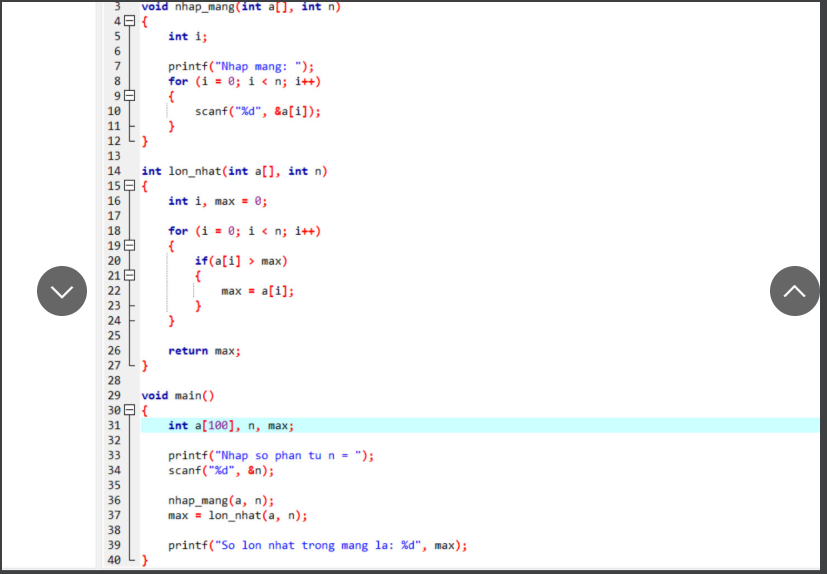 3 void nhap_mang(int a[], int n)
4 {
5 int i;
6
7 printf("Nhap mang: ");
8 for (i = 0; i < n; i++)
9 {
10 scanf("%d", &a[i]);
11 }
12 }
13
14 int lon_nhat(int a[], int n)
15 {
16 int i, max = 0;
17
18 for (i = 0; i < n; i++)
19 {
20 if(a[i] > max)
21 {
22 max = a[i];
23 }
24 }
25
26 return max;
27 }
28
29 void main()
30 {
31 int a[100], n, max;
32
33 printf("Nhap so phan tu n = ");
34 scanf("%d", &n);
35
36 nhap_mang(a, n);
37 max = lon_nhat(a, n);
38
39 printf("So lon nhat trong mang la: %d", max);
40 }